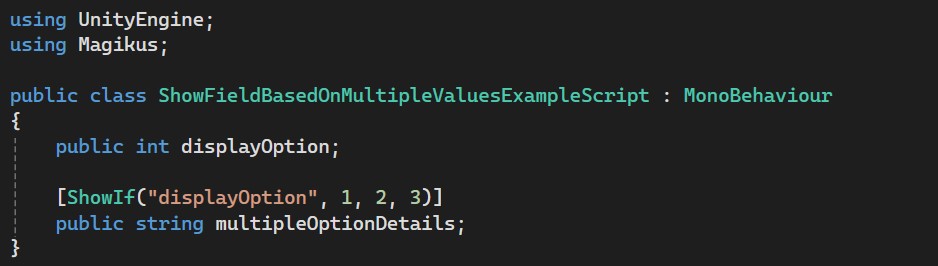 using UnityEngine;
using Magikus;
public class ShowFieldBasedOnMultipleValuesExampleScript : MonoBehaviour
{
public int displayOption;
[ShowIf("displayOption", 1, 2, 3)]
public string multipleOptionDetails;
}